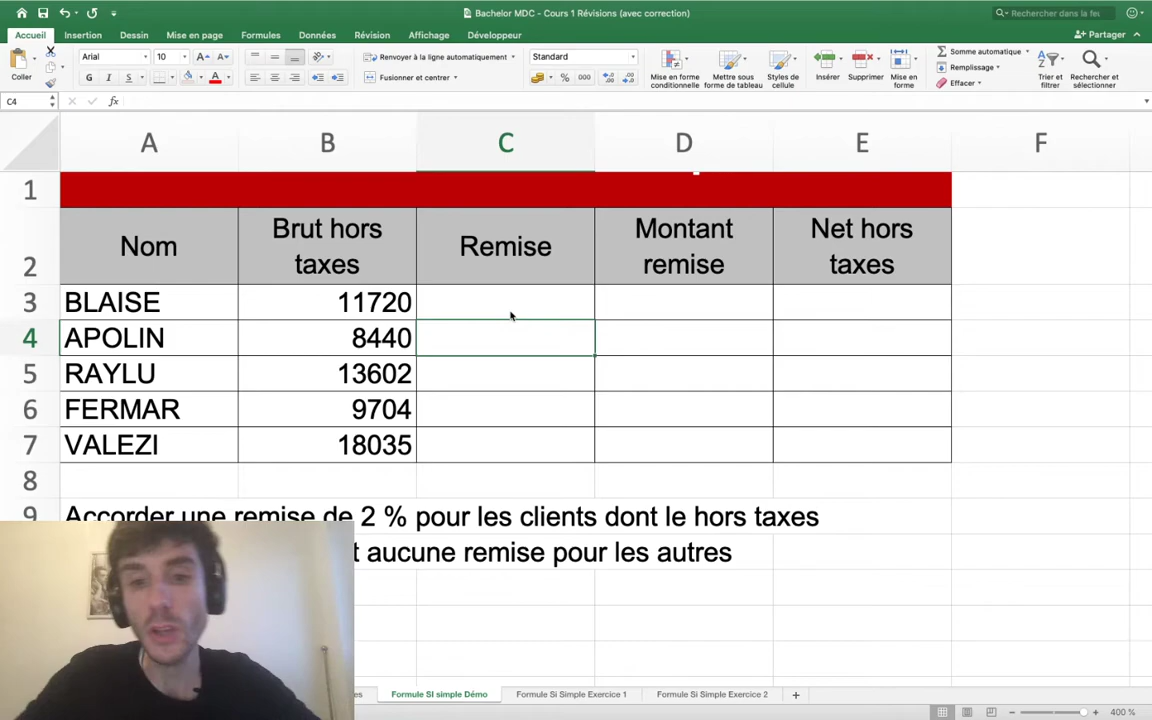 Bachelor MDC - Cours 1 Révisions (avec correction)
Rechercher dans la feu
Accueil Insertion Dessin Mise en page Formules Données Révision Affichage Développeur
Partager
Coller
Arial 10
Renvoyer à la ligne automatiquement
Standard
G I S
Fusionner et centrer
% 000
Mise en forme conditionnelle
Mettre sous forme de tableau
Styles de cellule
Insérer
Supprimer
Mise en forme
Somme automatique
Remplissage
Effacer
Trier et filtrer
Rechercher et sélectionner
C4
fx
A B C D E F
1
2 Nom Brut hors taxes Remise Montant remise Net hors taxes
3 BLAISE 11720
4 APOLIN 8440
5 RAYLU 13602
6 FERMAR 9704
7 VALEZI 18035
8
9 Accorder une remise de 2 % pour les clients dont le hors taxes
t aucune remise pour les autres
es Formule SI simple Démo Formule Si Simple Exercice 1 Formule Si Simple Exercice 2 +
400 %